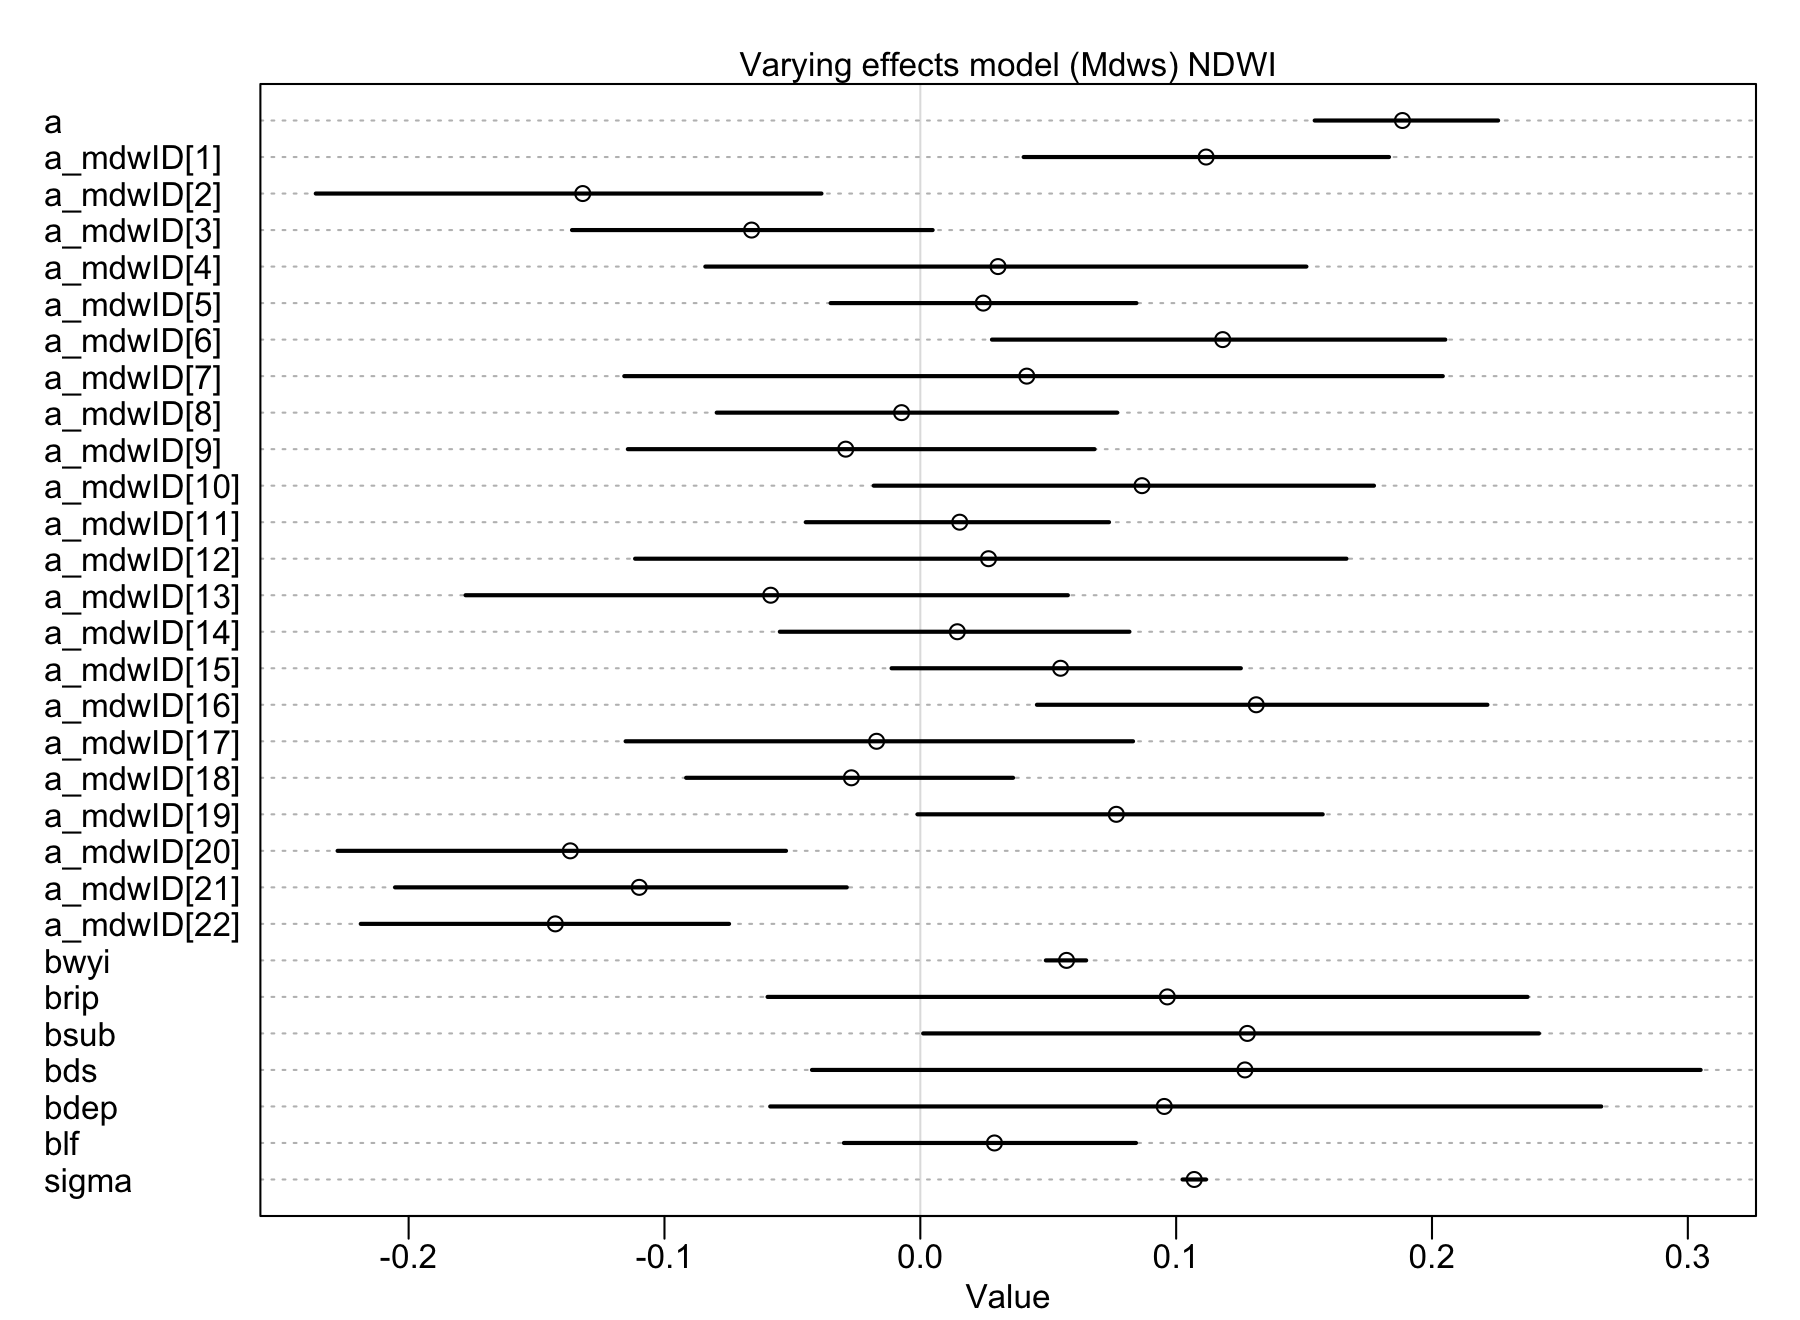 Varying effects model (Mdws) NDWI
a
a_mdwID[1]
a_mdwID[2]
a_mdwID[3]
a_mdwID[4]
a_mdwID[5]
a_mdwID[6]
a_mdwID[7]
a_mdwID[8]
a_mdwID[9]
a_mdwID[10]
a_mdwID[11]
a_mdwID[12]
a_mdwID[13]
a_mdwID[14]
a_mdwID[15]
a_mdwID[16]
a_mdwID[17]
a_mdwID[18]
a_mdwID[19]
a_mdwID[20]
a_mdwID[21]
a_mdwID[22]
bwyi
brip
bsub
bds
bdep
blf
sigma
-0.2 -0.1 0.0 0.1 0.2 0.3
Value